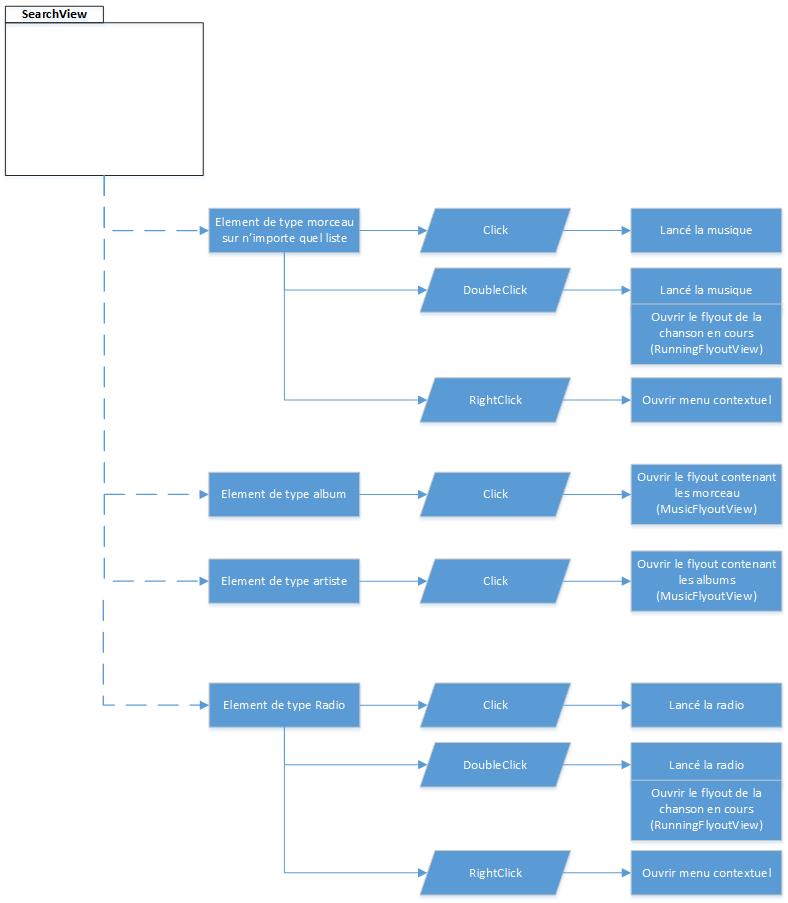 SearchView
Element de type morceau
sur n'importe quel liste
Click
Lancé la musique
DoubleClick
Lancé la musique
Ouvrir le flyout de la
chanson en cours
(RunningFlyoutView)
RightClick
Ouvrir menu contextuel
Element de type album
Click
Ouvrir le flyout contenant
les morceau
(MusicFlyoutView)
Element de type artiste
Click
Ouvrir le flyout contenant
les albums
(MusicFlyoutView)
Element de type Radio
Click
Lancé la radio
DoubleClick
Lancé la radio
Ouvrir le flyout de la
chanson en cours
(RunningFlyoutView)
RightClick
Ouvrir menu contextuel